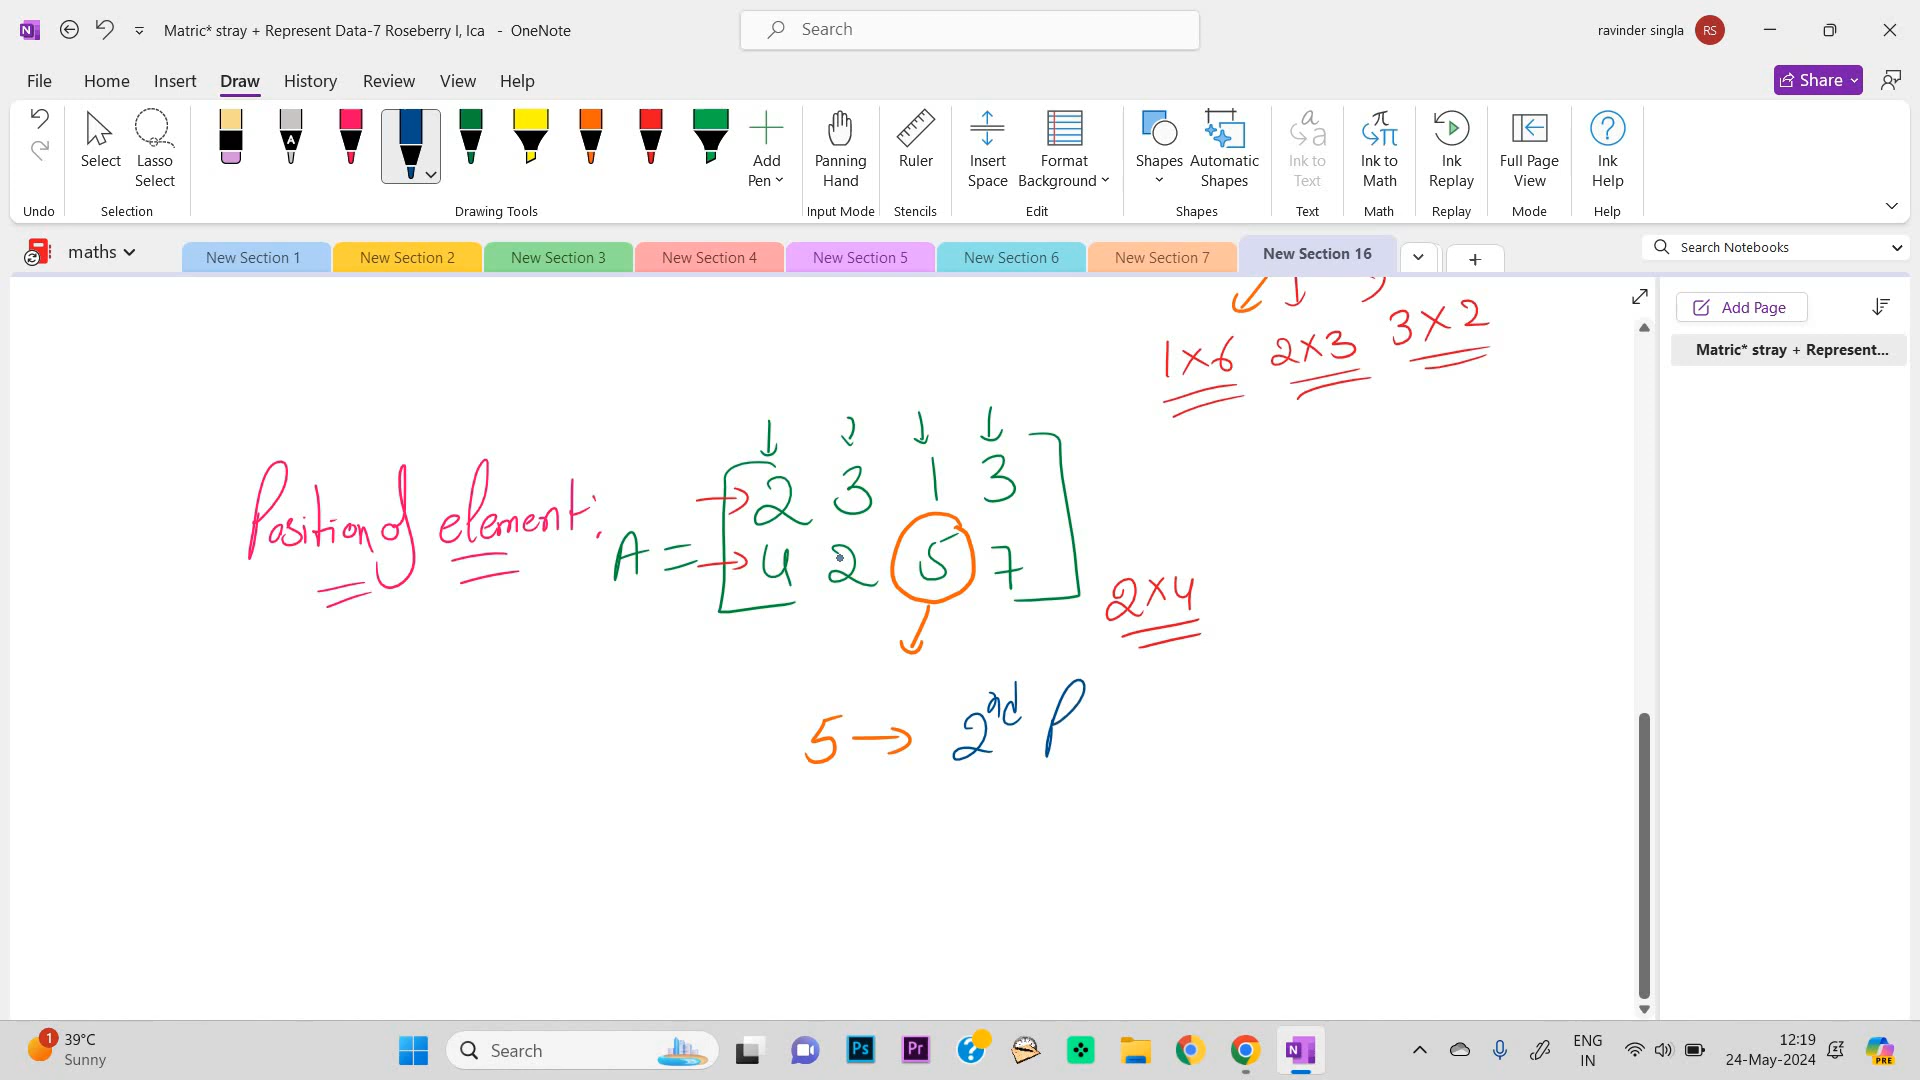 Matric* stray + Represent Data-7 Roseberry I, Ica - OneNote
Search
ravinder singla RS
File Home Insert Draw History Review View Help
Share
Select
Lasso Select
Add Pen
Panning Hand
Ruler
Insert Space
Format Background
Shapes
Automatic Shapes
Ink to Text
Ink to Math
Ink Replay
Full Page View
Ink Help
Undo Selection Drawing Tools Input Mode Stencils Edit Shapes Text Math Replay Mode Help
maths
New Section 1 New Section 2 New Section 3 New Section 4 New Section 5 New Section 6 New Section 7 New Section 16
Search Notebooks
Add Page
Matric* stray + Represent...
1×6 2×3 3×2
Position of element:
A =
2 3 1 3
4 2 5 7
2×4
5 → 2nd P
1
39°C
Sunny
Search
Ps
Pr
ENG
IN
12:19
24-May-2024
PRE